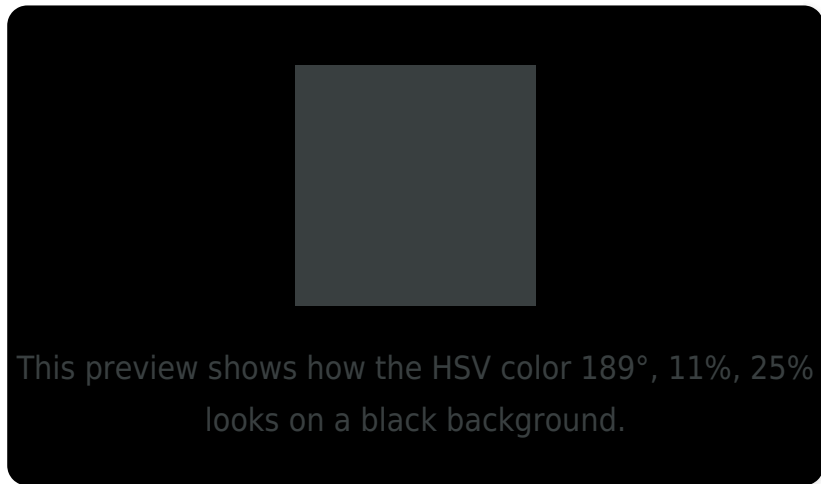 This preview shows how the HSV color 189°, 11%, 25%
looks on a black background.